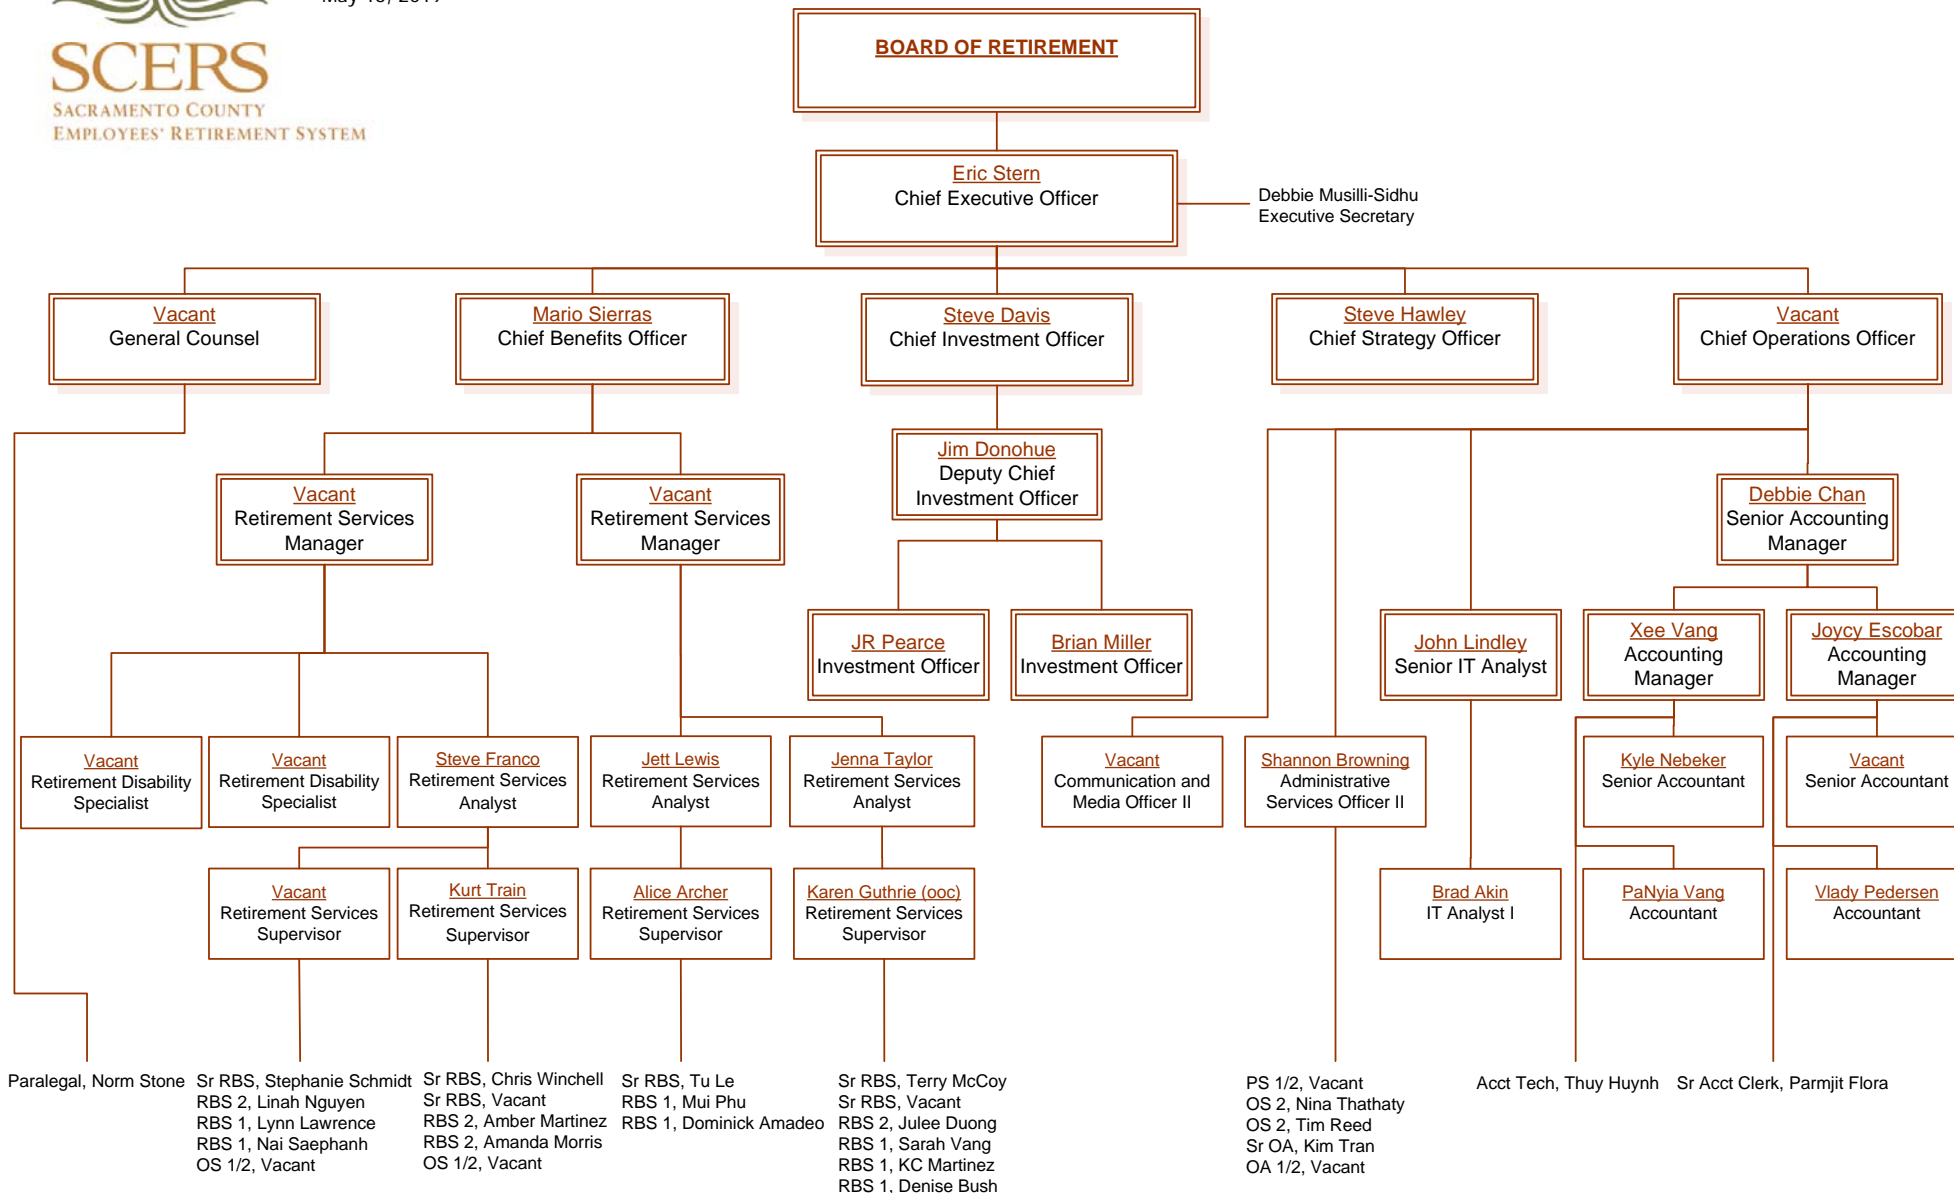 SCERS
SACRAMENTO COUNTY
EMPLOYEES' RETIREMENT SYSTEM
BOARD OF RETIREMENT
Eric Stern
Chief Executive Officer
Debbie Musilli-Sidhu
Executive Secretary
Vacant
General Counsel
Mario Sierras
Chief Benefits Officer
Steve Davis
Chief Investment Officer
Steve Hawley
Chief Strategy Officer
Vacant
Chief Operations Officer
Vacant
Retirement Services
Manager
Vacant
Retirement Services
Manager
Jim Donohue
Deputy Chief
Investment Officer
Debbie Chan
Senior Accounting
Manager
JR Pearce
Investment Officer
Brian Miller
Investment Officer
John Lindley
Senior IT Analyst
Xee Vang
Accounting
Manager
Joycy Escobar
Accounting
Manager
Vacant
Retirement Disability
Specialist
Vacant
Retirement Disability
Specialist
Steve Franco
Retirement Services
Analyst
Jett Lewis
Retirement Services
Analyst
Jenna Taylor
Retirement Services
Analyst
Vacant
Communication and
Media Officer II
Shannon Browning
Administrative
Services Officer II
Kyle Nebeker
Senior Accountant
Vacant
Senior Accountant
Vacant
Retirement Services
Supervisor
Kurt Train
Retirement Services
Supervisor
Alice Archer
Retirement Services
Supervisor
Karen Guthrie (ooc)
Retirement Services
Supervisor
Brad Akin
IT Analyst I
PaNyia Vang
Accountant
Vlady Pedersen
Accountant
Paralegal, Norm Stone
Sr RBS, Stephanie Schmidt
RBS 2, Linah Nguyen
RBS 1, Lynn Lawrence
RBS 1, Nai Saephanh
OS 1/2, Vacant
Sr RBS, Chris Winchell
Sr RBS, Vacant
RBS 2, Amber Martinez
RBS 2, Amanda Morris
OS 1/2, Vacant
Sr RBS, Tu Le
RBS 1, Mui Phu
RBS 1, Dominick Amadeo
Sr RBS, Terry McCoy
Sr RBS, Vacant
RBS 2, Julee Duong
RBS 1, Sarah Vang
RBS 1, KC Martinez
RBS 1, Denise Bush
PS 1/2, Vacant
OS 2, Nina Thathaty
OS 2, Tim Reed
Sr OA, Kim Tran
OA 1/2, Vacant
Acct Tech, Thuy Huynh
Sr Acct Clerk, Parmjit Flora